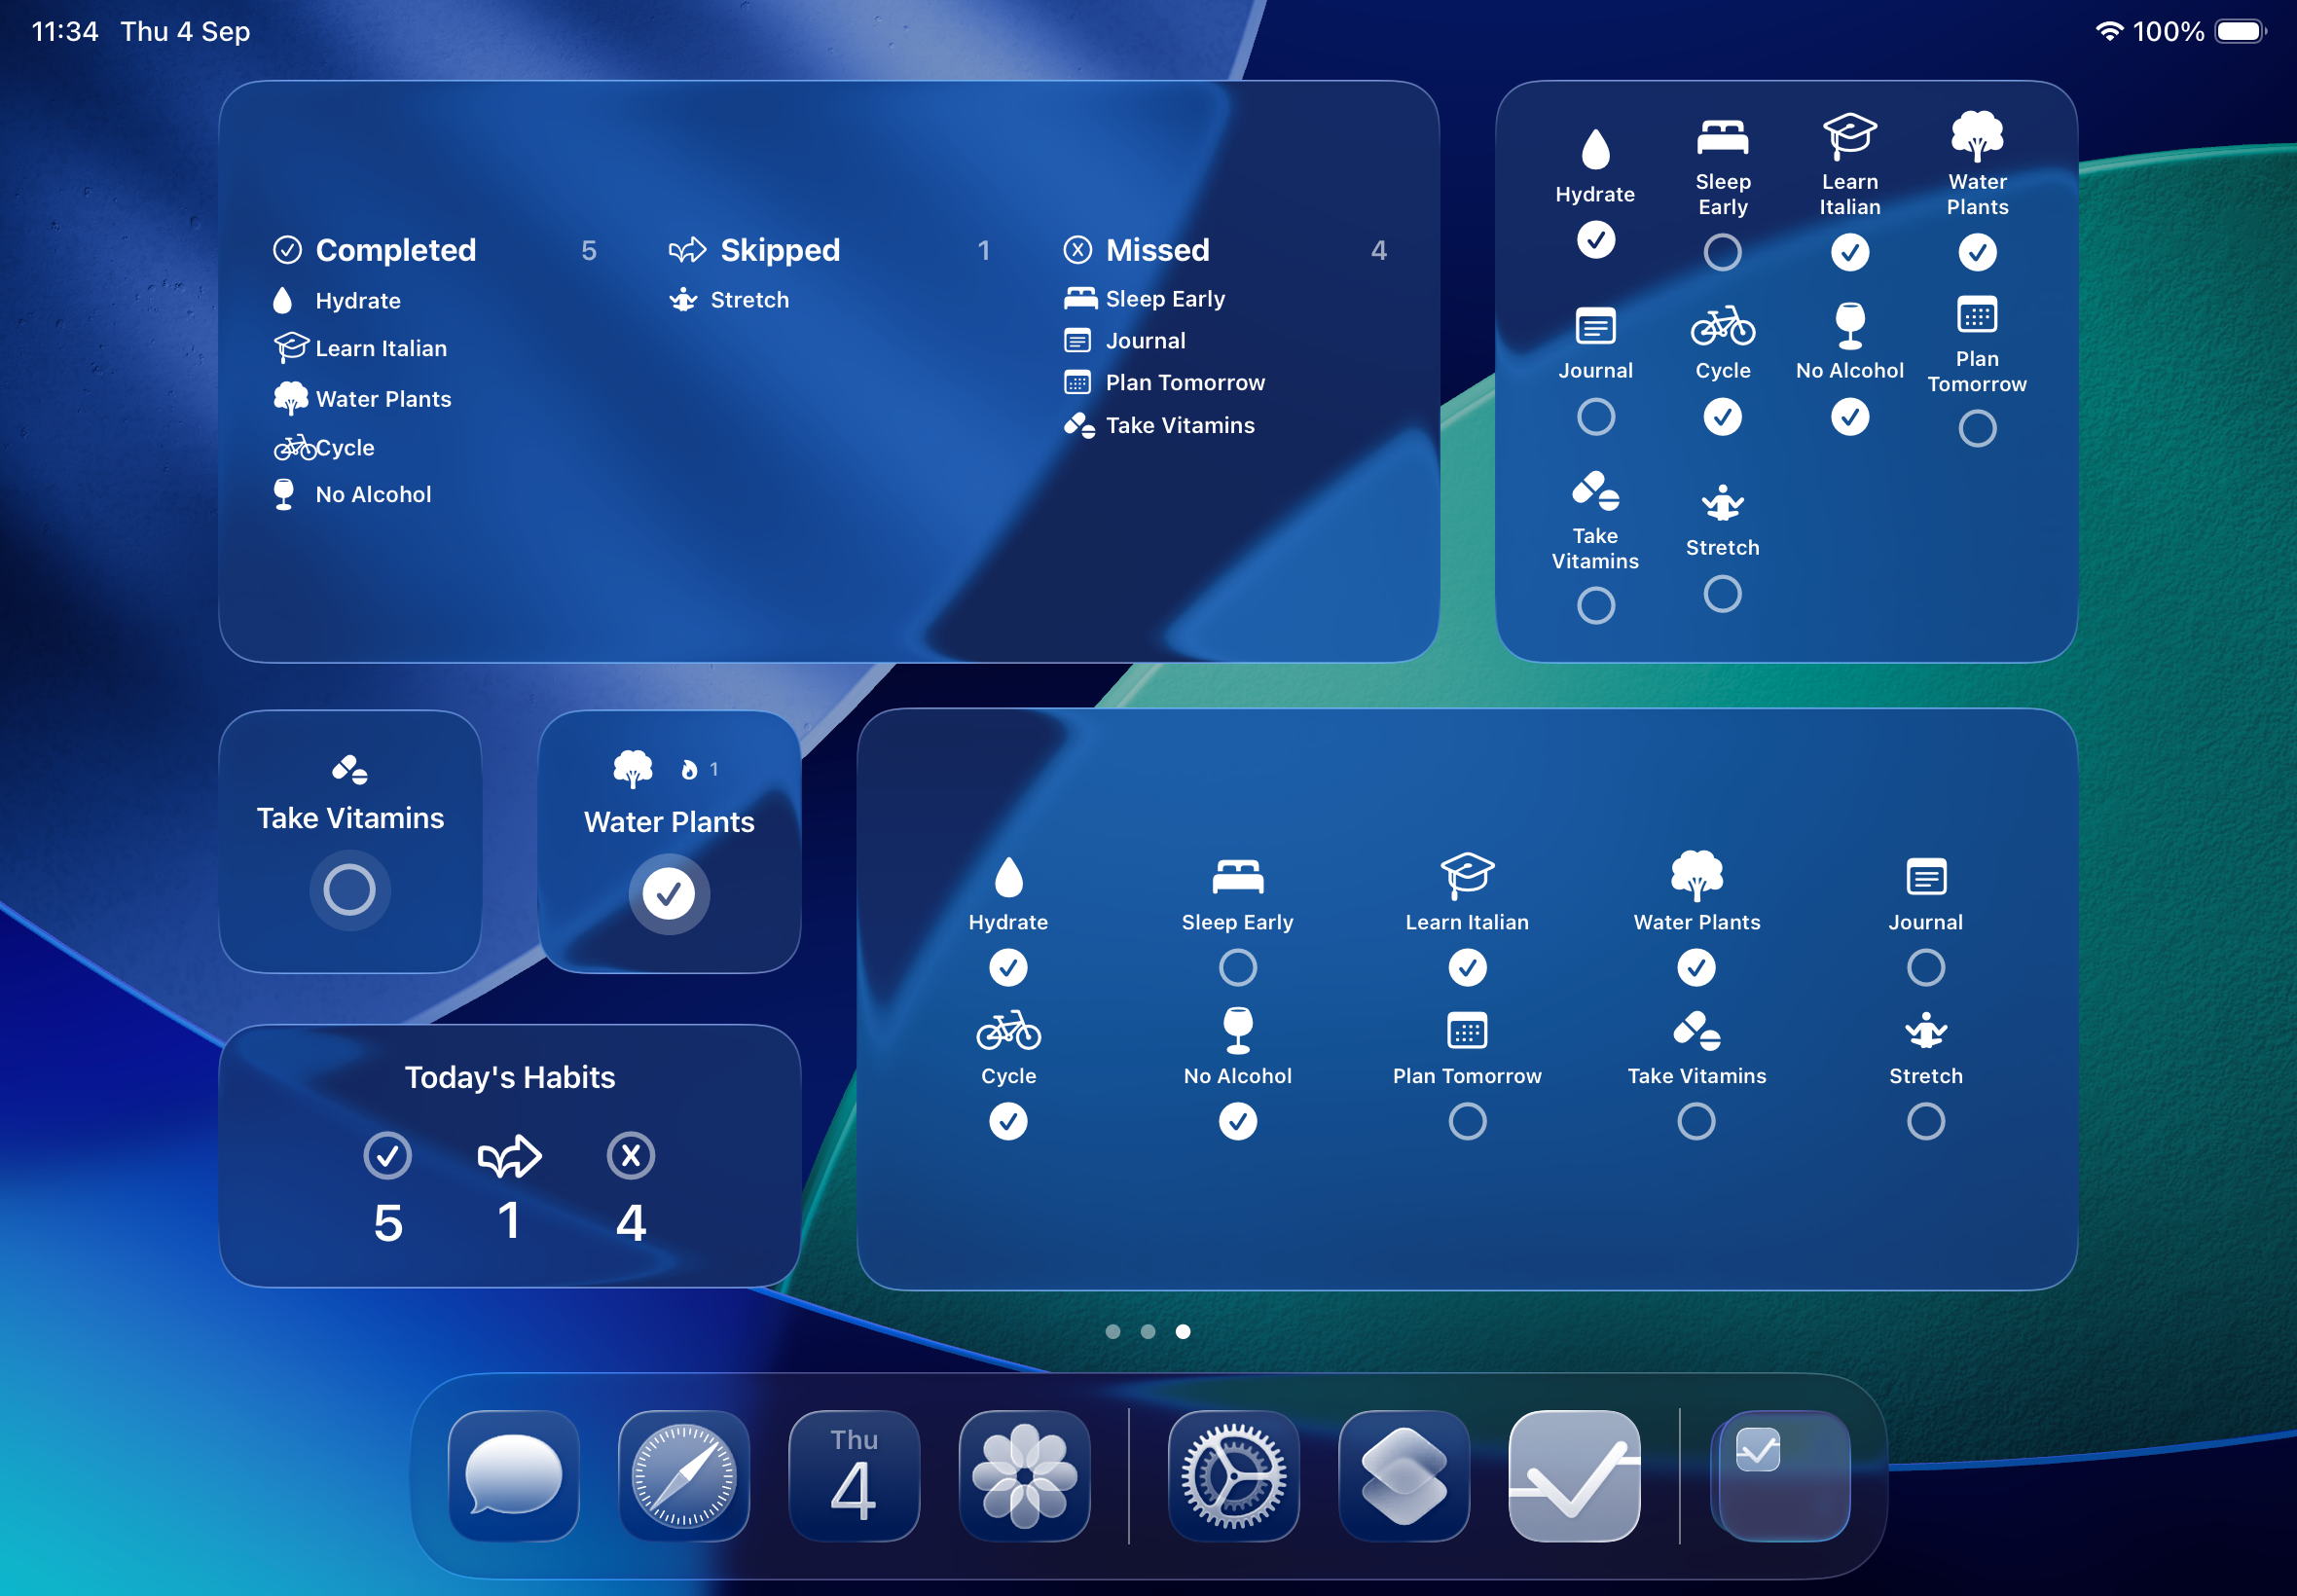 11:34 Thu 4 Sep
100%
Completed 5
Hydrate
Learn Italian
Water Plants
Cycle
No Alcohol
Skipped 1
Stretch
Missed 4
Sleep Early
Journal
Plan Tomorrow
Take Vitamins
Hydrate
Sleep
Early
Learn
Italian
Water
Plants
Journal
Cycle
No Alcohol
Plan
Tomorrow
Take
Vitamins
Stretch
Take Vitamins
1
Water Plants
Today's Habits
5 1 4
Hydrate
Sleep Early
Learn Italian
Water Plants
Journal
Cycle
No Alcohol
Plan Tomorrow
Take Vitamins
Stretch
Thu
4